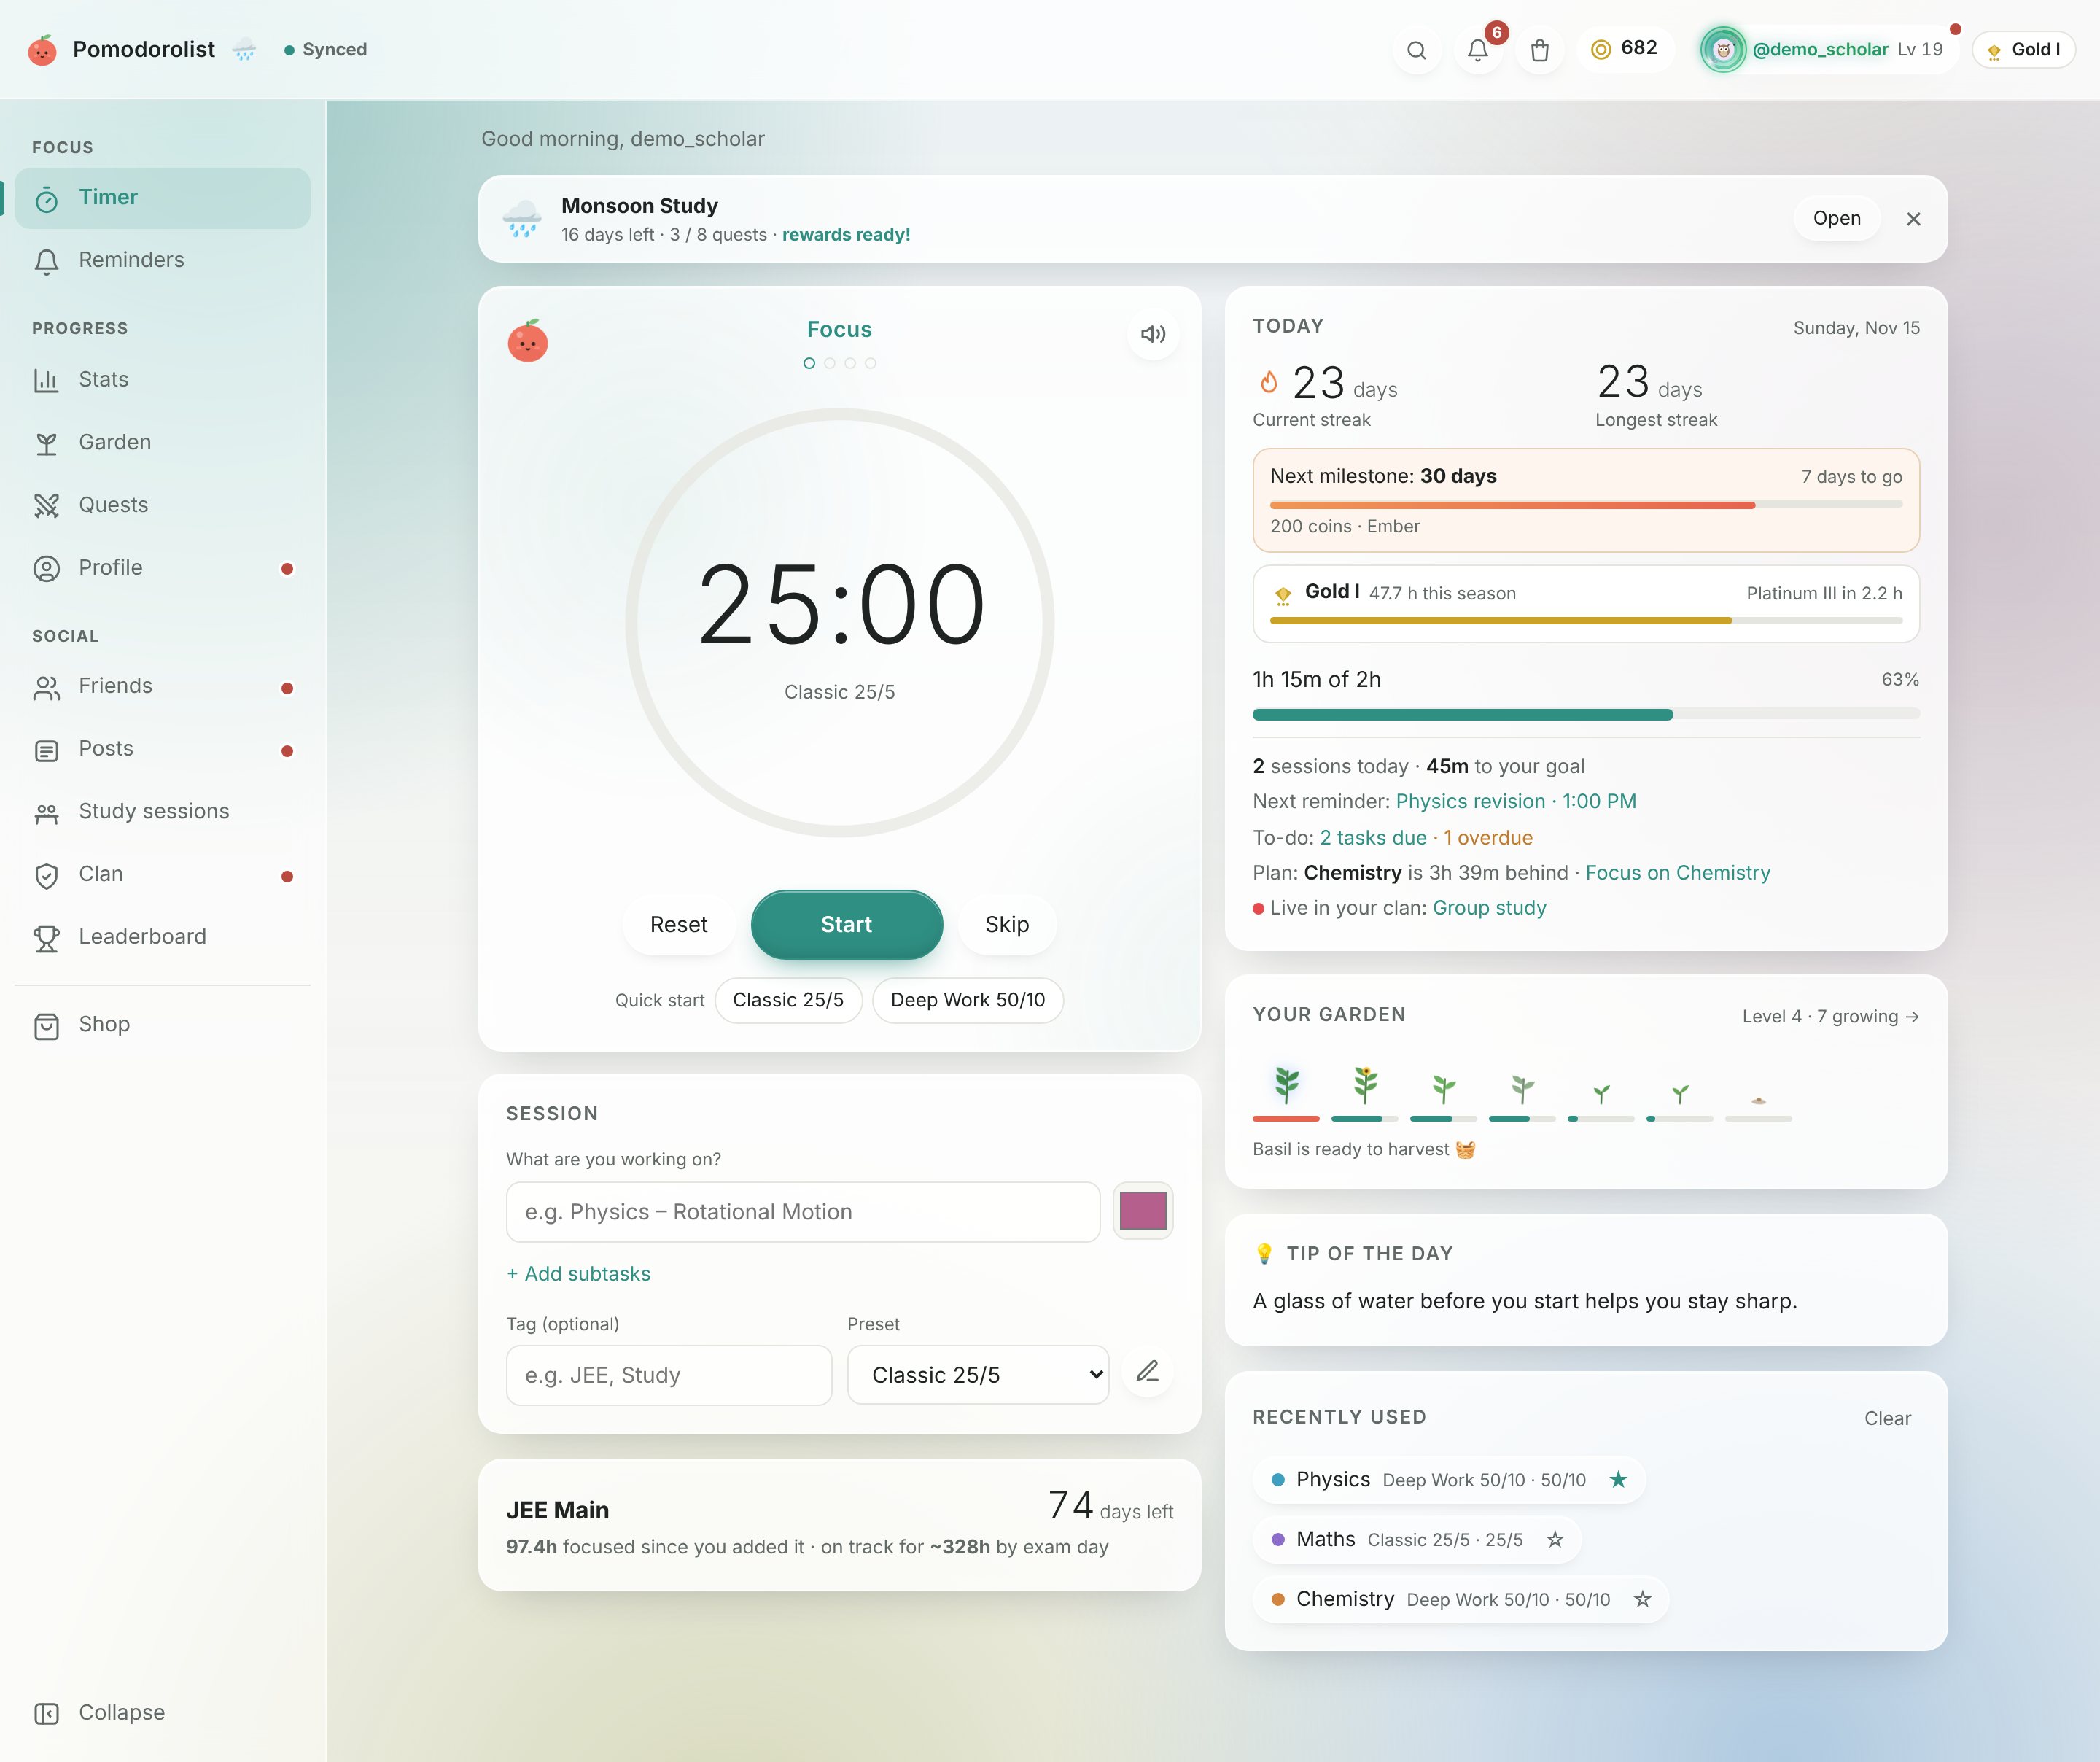 Pomodorolist
Synced
6
682
@demo_scholar Lv 19
Gold I
FOCUS
Timer
Reminders
PROGRESS
Stats
Garden
Quests
Profile
SOCIAL
Friends
Posts
Study sessions
Clan
Leaderboard
Shop
Collapse
Good morning, demo_scholar
Monsoon Study
16 days left · 3 / 8 quests · rewards ready!
Open
Focus
25:00
Classic 25/5
Reset
Start
Skip
Quick start
Classic 25/5
Deep Work 50/10
SESSION
What are you working on?
e.g. Physics – Rotational Motion
+ Add subtasks
Tag (optional)
Preset
e.g. JEE, Study
Classic 25/5
JEE Main
74 days left
97.4h focused since you added it · on track for ~328h by exam day
TODAY
Sunday, Nov 15
23 days
Current streak
23 days
Longest streak
Next milestone: 30 days
7 days to go
200 coins · Ember
Gold I 47.7 h this season
Platinum III in 2.2 h
1h 15m of 2h
63%
2 sessions today · 45m to your goal
Next reminder: Physics revision · 1:00 PM
To-do: 2 tasks due · 1 overdue
Plan: Chemistry is 3h 39m behind · Focus on Chemistry
Live in your clan: Group study
YOUR GARDEN
Level 4 · 7 growing →
Basil is ready to harvest
TIP OF THE DAY
A glass of water before you start helps you stay sharp.
RECENTLY USED
Clear
Physics Deep Work 50/10 · 50/10
Maths Classic 25/5 · 25/5
Chemistry Deep Work 50/10 · 50/10